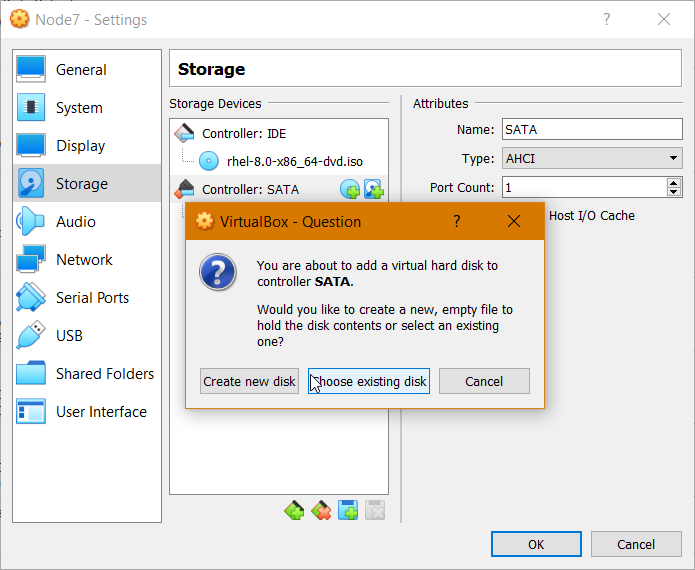 Node7 - Settings
?
General
System
Display
Storage
Audio
Network
Serial Ports
USB
Shared Folders
User Interface
Storage
Storage Devices
Controller: IDE
rhel-8.0-x86_64-dvd.iso
Controller: SATA
Attributes
Name: SATA
Type: AHCI
Port Count: 1
Host I/O Cache
VirtualBox - Question
?
You are about to add a virtual hard disk to
controller SATA.
Would you like to create a new, empty file to
hold the disk contents or select an existing
one?
Create new disk
Choose existing disk
Cancel
OK
Cancel